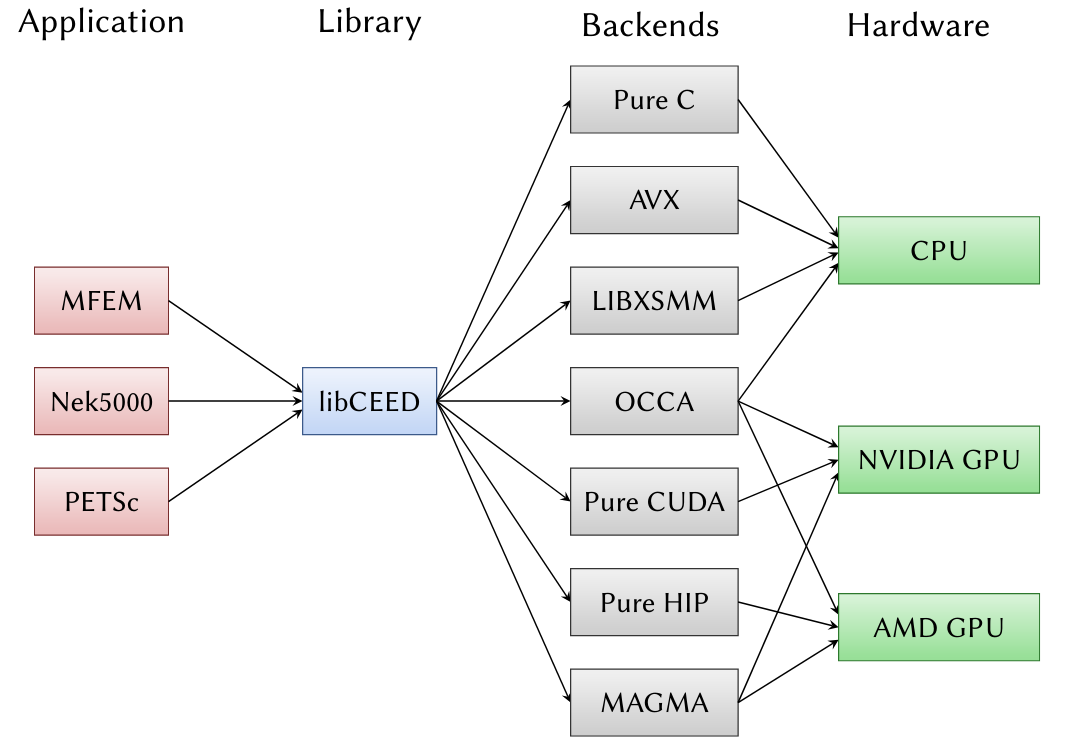 Application
Library
Backends
Hardware
MFEM
Nek5000
PETSc
libCEED
Pure C
AVX
LIBXSMM
OCCA
Pure CUDA
Pure HIP
MAGMA
CPU
NVIDIA GPU
AMD GPU